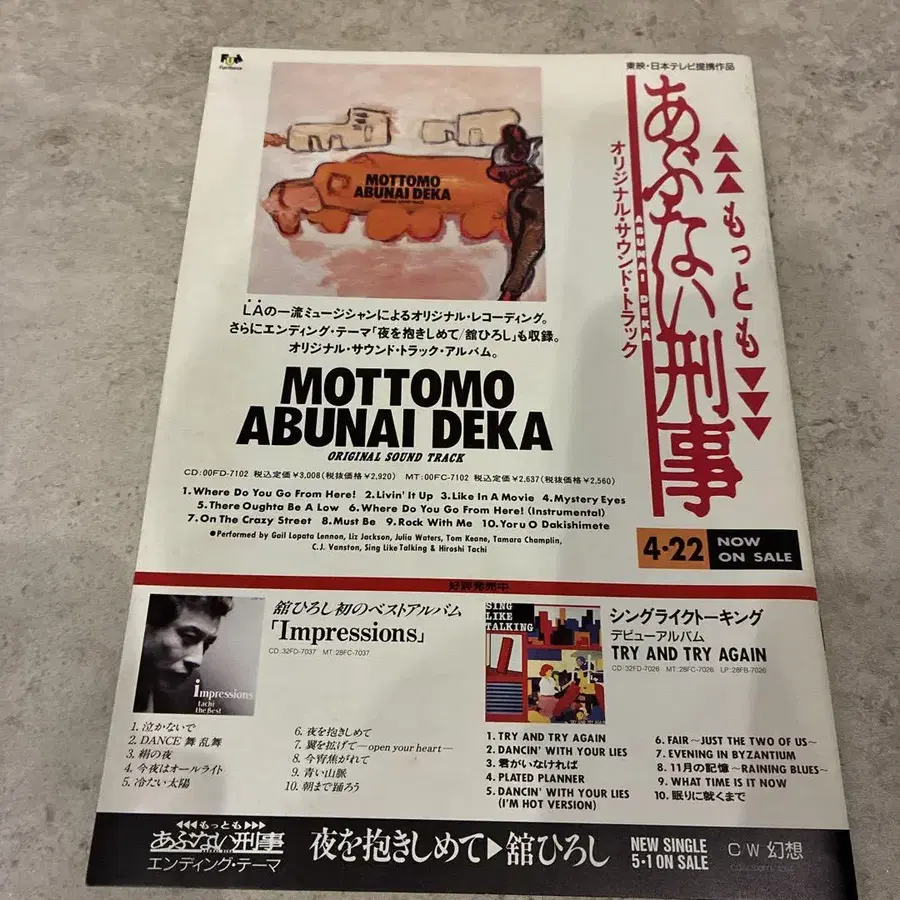 FUN
Fun House
東映・日本テレビ提携作品
もっとも
あぶない刑事
ABUNAI DEKA
オリジナル・サウンド・トラック
MOTTOMO
ABUNAI DEKA
ORIGINAL SOUND TRACK
LAの一流ミュージシャンによるオリジナル・レコーディング。
さらにエンディング・テーマ「夜を抱きしめて/舘ひろし」も収録。
オリジナル・サウンド・トラック・アルバム。
MOTTOMO
ABUNAI DEKA
ORIGINAL SOUND TRACK
CD:00FD-7102 税込定価¥3,008(税抜価格¥2,920) MT:00FC-7102 税込定価¥2,637(税抜価格¥2,560)
1.Where Do You Go From Here! 2.Livin' It Up 3.Like In A Movie 4.Mystery Eyes
5.There Oughta Be A Low 6.Where Do You Go From Here! (Instrumental)
7.On The Crazy Street 8.Must Be 9.Rock With Me 10.Yoru O Dakishimete
●Performed by Gail Lopata Lennon, Liz Jackson, Julia Waters, Tom Keane, Tamara Champlin,
C.J. Vanston, Sing Like Talking & Hiroshi Tachi
4・22 NOW
ON SALE
好評発売中
舘ひろし初のベストアルバム
「Impressions」
CD:32FD-7037 MT:28FC-7037
impressions
tachi
the Best
1. 泣かないで
2. DANCE 舞 乱舞
3. 絹の夜
4. 今夜はオールライト
5. 冷たい太陽
6. 夜を抱きしめて
7. 翼を拡げて—open your heart—
8. 今宵焦がれて
9. 青い山脈
10. 朝まで踊ろう
SING
LIKE
TALKING
TRY AND TRY AGAIN
シングライクトーキング
デビューアルバム
TRY AND TRY AGAIN
CD:32FD-7026 MT:28FC-7026 LP:28FB-7026
1. TRY AND TRY AGAIN
2. DANCIN' WITH YOUR LIES
3. 君がいなければ
4. PLATED PLANNER
5. DANCIN' WITH YOUR LIES
(I'M HOT VERSION)
6. FAIR〜JUST THE TWO OF US〜
7. EVENING IN BYZANTIUM
8. 11月の記憶〜RAINING BLUES〜
9. WHAT TIME IS IT NOW
10. 眠りに就くまで
もっとも
あぶない刑事
エンディング・テーマ
夜を抱きしめて▶舘ひろし
NEW SINGLE
5・1 ON SALE
CW 幻想